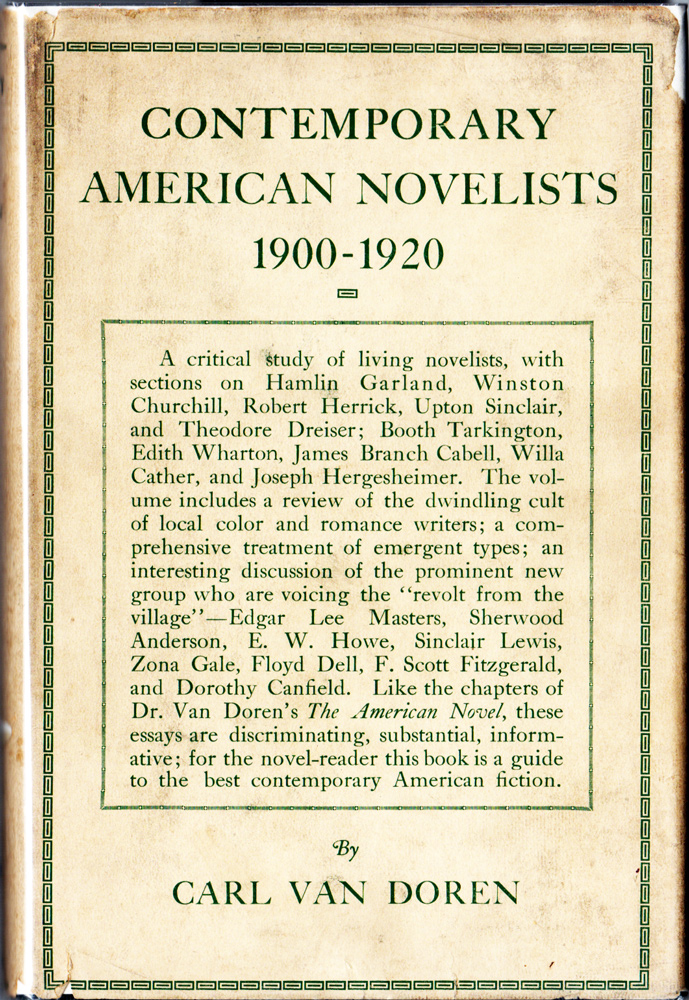 CONTEMPORARY
AMERICAN NOVELISTS
1900-1920
A critical study of living novelists, with
sections on Hamlin Garland, Winston
Churchill, Robert Herrick, Upton Sinclair,
and Theodore Dreiser; Booth Tarkington,
Edith Wharton, James Branch Cabell, Willa
Cather, and Joseph Hergesheimer. The vol-
ume includes a review of the dwindling cult
of local color and romance writers; a com-
prehensive treatment of emergent types; an
interesting discussion of the prominent new
group who are voicing the “revolt from the
village”—Edgar Lee Masters, Sherwood
Anderson, E. W. Howe, Sinclair Lewis,
Zona Gale, Floyd Dell, F. Scott Fitzgerald,
and Dorothy Canfield. Like the chapters of
Dr. Van Doren's The American Novel, these
essays are discriminating, substantial, inform-
ative; for the novel-reader this book is a guide
to the best contemporary American fiction.
By
CARL VAN DOREN